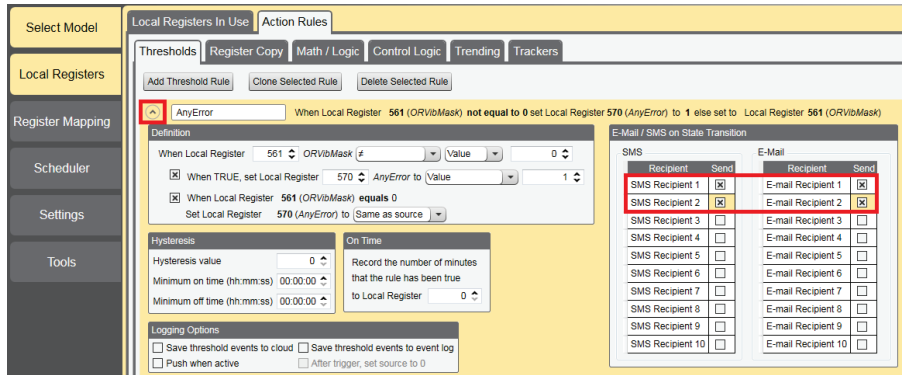 Select Model
Local Registers
Register Mapping
Scheduler
Settings
Tools
Local Registers In Use Action Rules
Thresholds Register Copy Math / Logic Control Logic Trending Trackers
Add Threshold Rule Clone Selected Rule Delete Selected Rule
AnyError When Local Register 561 (ORVibMask) not equal to 0 set Local Register 570 (AnyError) to 1 else set to Local Register 561 (ORVibMask)
Definition
When Local Register 561 ORVibMask ≠ Value 0
When TRUE, set Local Register 570 AnyError to Value 1
When Local Register 561 (ORVibMask) equals 0
Set Local Register 570 (AnyError) to Same as source
Hysteresis
Hysteresis value 0
Minimum on time (hh:mm:ss) 00:00:00
Minimum off time (hh:mm:ss) 00:00:00
On Time
Record the number of minutes
that the rule has been true
to Local Register 0
Logging Options
Save threshold events to cloud Save threshold events to event log
Push when active After trigger, set source to 0
E-Mail / SMS on State Transition
SMS
Recipient Send
SMS Recipient 1
SMS Recipient 2
SMS Recipient 3
SMS Recipient 4
SMS Recipient 5
SMS Recipient 6
SMS Recipient 7
SMS Recipient 8
SMS Recipient 9
SMS Recipient 10
E-Mail
Recipient Send
E-mail Recipient 1
E-mail Recipient 2
E-mail Recipient 3
E-mail Recipient 4
E-mail Recipient 5
E-mail Recipient 6
E-mail Recipient 7
E-mail Recipient 8
E-mail Recipient 9
E-mail Recipient 10